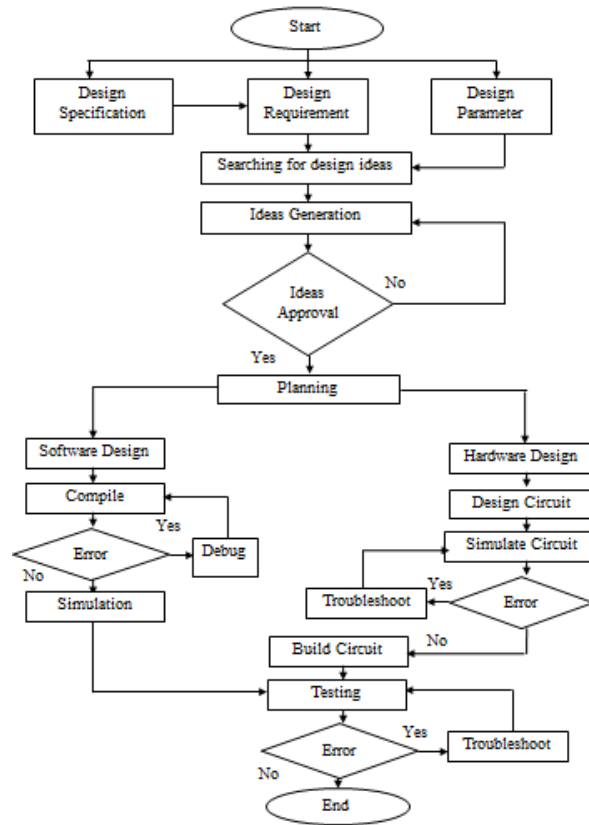 Start
Design
Specification
Design
Requirement
Design
Parameter
Searching for design ideas
Ideas Generation
No
Ideas
Approval
Yes
Planning
Software Design
Hardware Design
Compile
Design Circuit
Yes
Error
Debug
Simulate Circuit
No
Simulation
Troubleshoot
Yes
Error
Build Circuit
No
Testing
Yes
Error
Troubleshoot
No
End